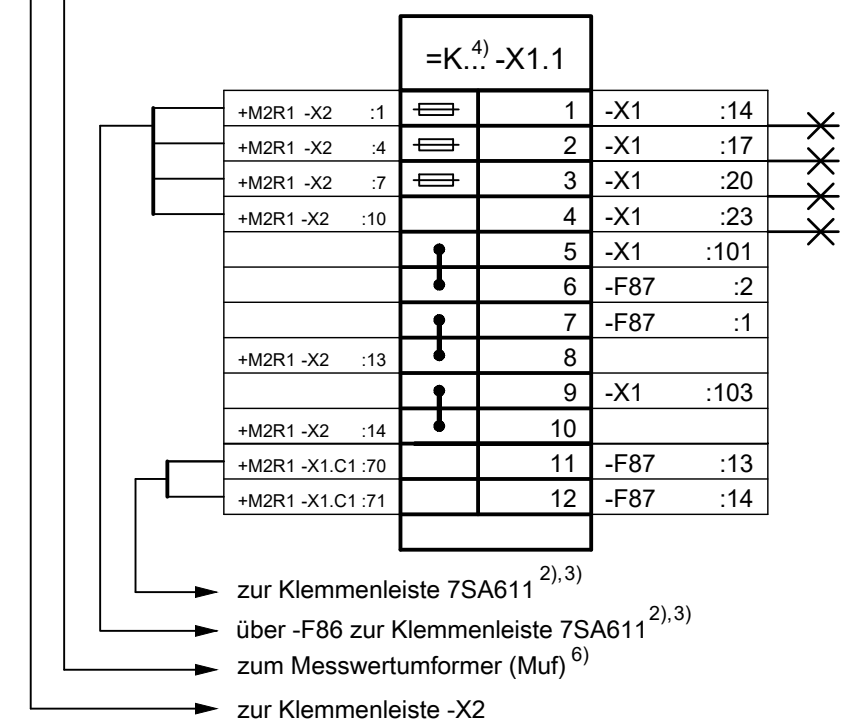 =K...4) -X1.1
+M2R1 -X2 :1 1 -X1 :14
+M2R1 -X2 :4 2 -X1 :17
+M2R1 -X2 :7 3 -X1 :20
+M2R1 -X2 :10 4 -X1 :23
5 -X1 :101
6 -F87 :2
7 -F87 :1
+M2R1 -X2 :13 8
9 -X1 :103
+M2R1 -X2 :14 10
+M2R1 -X1.C1 :70 11 -F87 :13
+M2R1 -X1.C1 :71 12 -F87 :14
zur Klemmenleiste 7SA611 2),3)
über -F86 zur Klemmenleiste 7SA611 2),3)
zum Messwertumformer (Muf) 6)
zur Klemmenleiste -X2